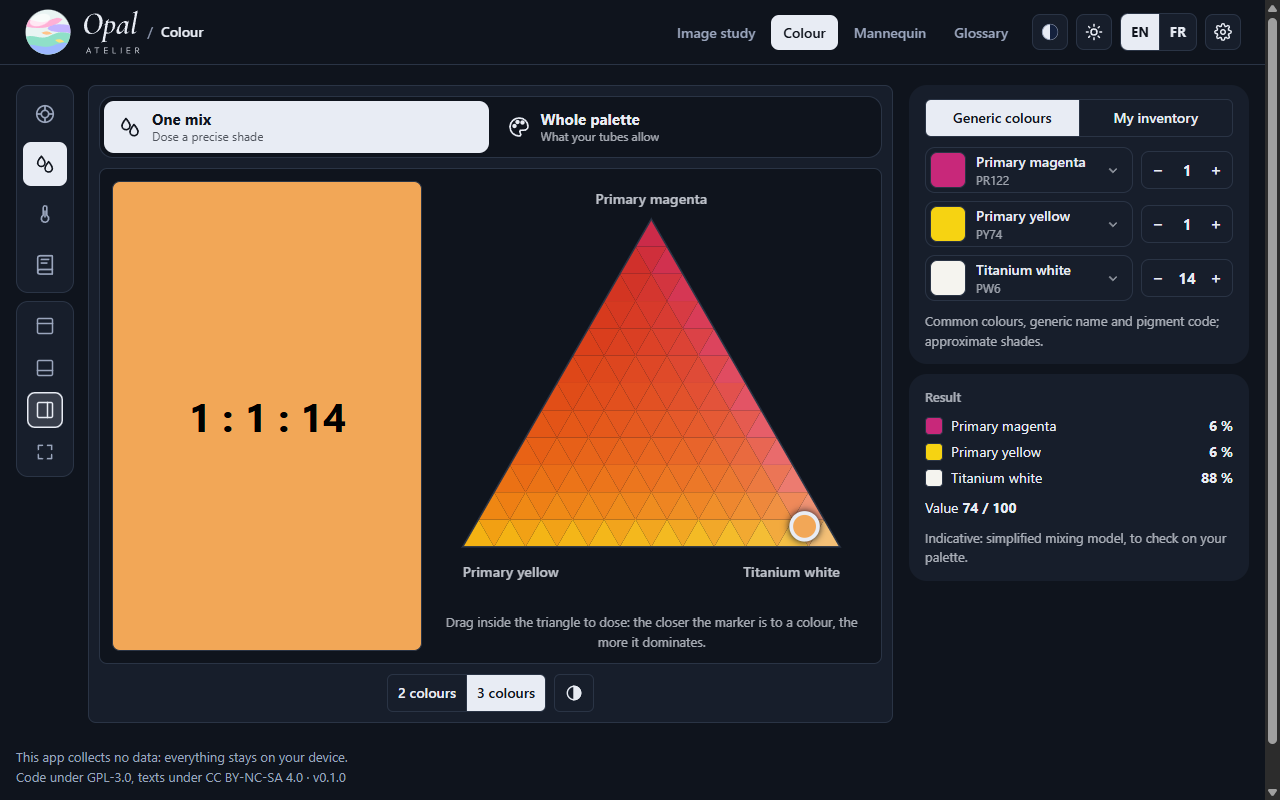 Opal
ATELIER
/ Colour
Image study
Colour
Mannequin
Glossary
EN
FR
One mix
Dose a precise shade
Whole palette
What your tubes allow
1 : 1 : 14
Primary magenta
Primary yellow
Titanium white
Drag inside the triangle to dose: the closer the marker is to a colour, the
more it dominates.
2 colours
3 colours
Generic colours
My inventory
Primary magenta
PR122
− 1 +
Primary yellow
PY74
− 1 +
Titanium white
PW6
− 14 +
Common colours, generic name and pigment code;
approximate shades.
Result
Primary magenta 6 %
Primary yellow 6 %
Titanium white 88 %
Value 74 / 100
Indicative: simplified mixing model, to check on your
palette.
This app collects no data: everything stays on your device.
Code under GPL-3.0, texts under CC BY-NC-SA 4.0 · v0.1.0